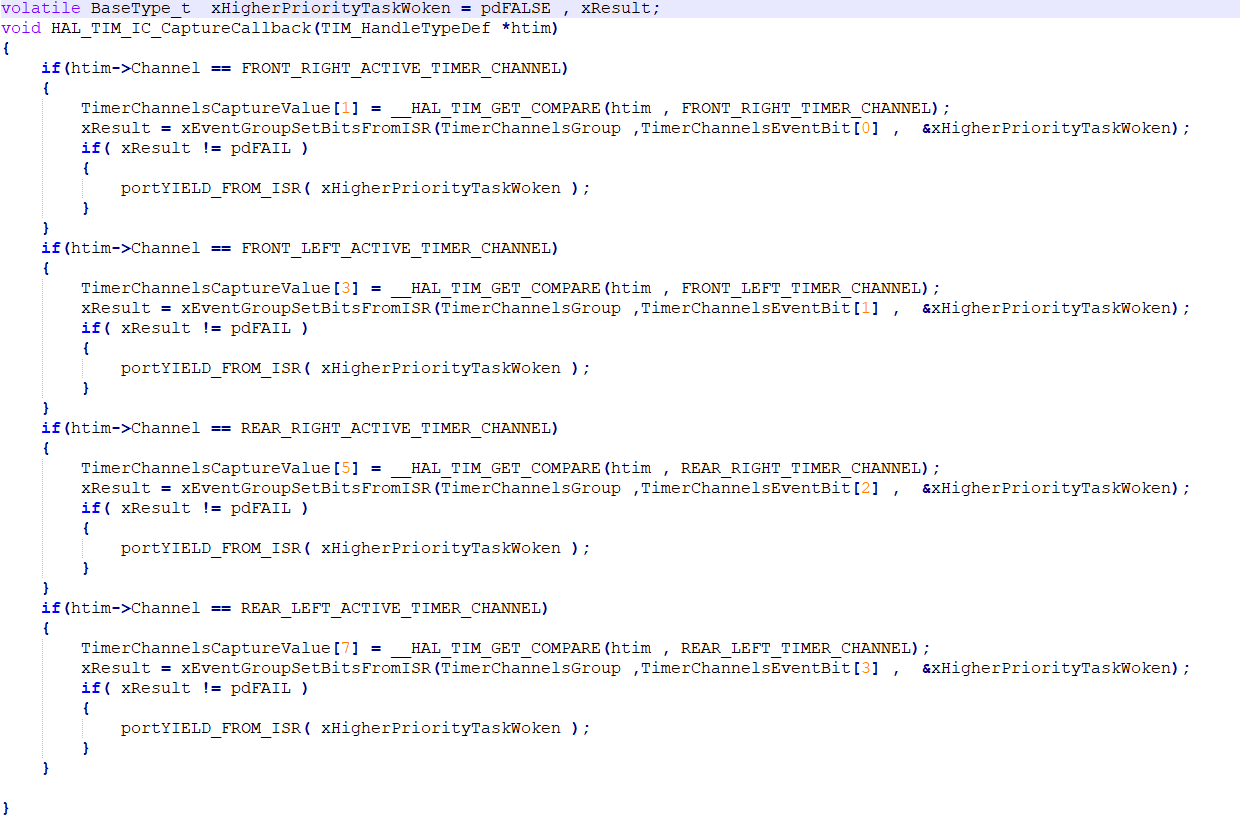 volatile BaseType_t  xHigherPriorityTaskWoken = pdFALSE , xResult;
void HAL_TIM_IC_CaptureCallback(TIM_HandleTypeDef *htim)
{
    if(htim->Channel == FRONT_RIGHT_ACTIVE_TIMER_CHANNEL)
    {
        TimerChannelsCaptureValue[1] = __HAL_TIM_GET_COMPARE(htim , FRONT_RIGHT_TIMER_CHANNEL);
        xResult = xEventGroupSetBitsFromISR(TimerChannelsGroup ,TimerChannelsEventBit[0] ,  &xHigherPriorityTaskWoken);
        if( xResult != pdFAIL )
        {
            portYIELD_FROM_ISR( xHigherPriorityTaskWoken );
        }
    }
    if(htim->Channel == FRONT_LEFT_ACTIVE_TIMER_CHANNEL)
    {
        TimerChannelsCaptureValue[3] = __HAL_TIM_GET_COMPARE(htim , FRONT_LEFT_TIMER_CHANNEL);
        xResult = xEventGroupSetBitsFromISR(TimerChannelsGroup ,TimerChannelsEventBit[1] ,  &xHigherPriorityTaskWoken);
        if( xResult != pdFAIL )
        {
            portYIELD_FROM_ISR( xHigherPriorityTaskWoken );
        }
    }
    if(htim->Channel == REAR_RIGHT_ACTIVE_TIMER_CHANNEL)
    {
        TimerChannelsCaptureValue[5] = __HAL_TIM_GET_COMPARE(htim , REAR_RIGHT_TIMER_CHANNEL);
        xResult = xEventGroupSetBitsFromISR(TimerChannelsGroup ,TimerChannelsEventBit[2] ,  &xHigherPriorityTaskWoken);
        if( xResult != pdFAIL )
        {
            portYIELD_FROM_ISR( xHigherPriorityTaskWoken );
        }
    }
    if(htim->Channel == REAR_LEFT_ACTIVE_TIMER_CHANNEL)
    {
        TimerChannelsCaptureValue[7] = __HAL_TIM_GET_COMPARE(htim , REAR_LEFT_TIMER_CHANNEL);
        xResult = xEventGroupSetBitsFromISR(TimerChannelsGroup ,TimerChannelsEventBit[3] ,  &xHigherPriorityTaskWoken);
        if( xResult != pdFAIL )
        {
            portYIELD_FROM_ISR( xHigherPriorityTaskWoken );
        }
    }

}